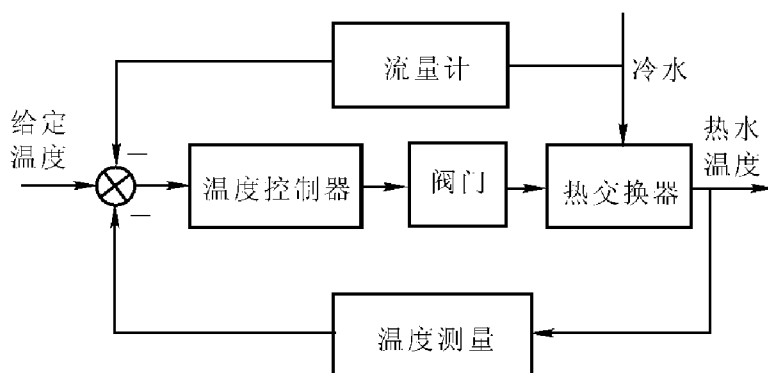 流量计
冷水
给定
温度
热水
温度
温度控制器
阀门
热交换器
温度测量